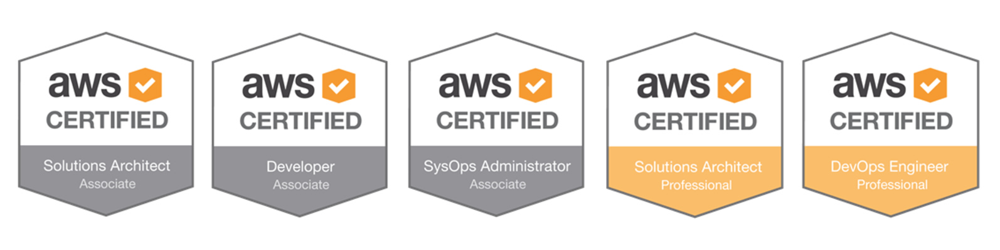 aws
CERTIFIED
Solutions Architect
Associate
aws
CERTIFIED
Developer
Associate
aws
CERTIFIED
SysOps Administrator
Associate
aws
CERTIFIED
Solutions Architect
Professional
aws
CERTIFIED
DevOps Engineer
Professional